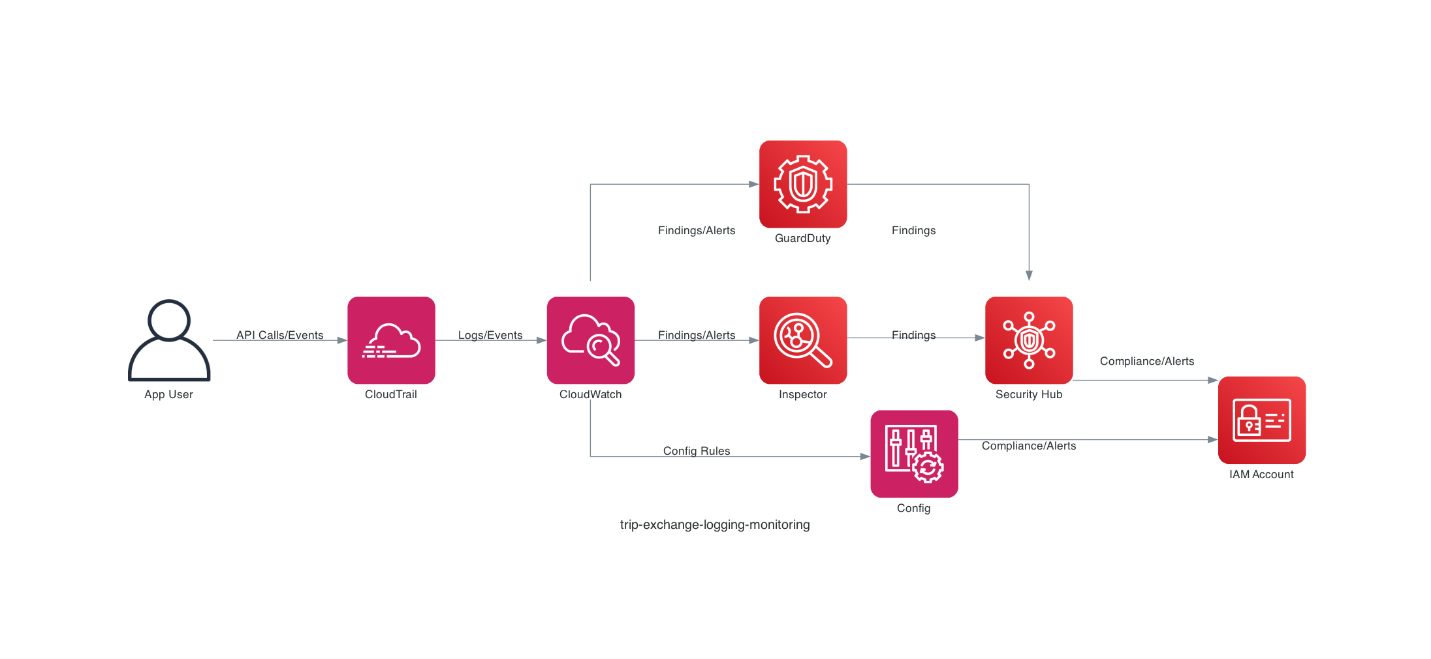 GuardDuty
Findings/Alerts
Findings
API Calls/Events
Logs/Events
Findings/Alerts
Findings
Compliance/Alerts
App User
CloudTrail
CloudWatch
Inspector
Security Hub
Config Rules
Compliance/Alerts
IAM Account
Config
trip-exchange-logging-monitoring